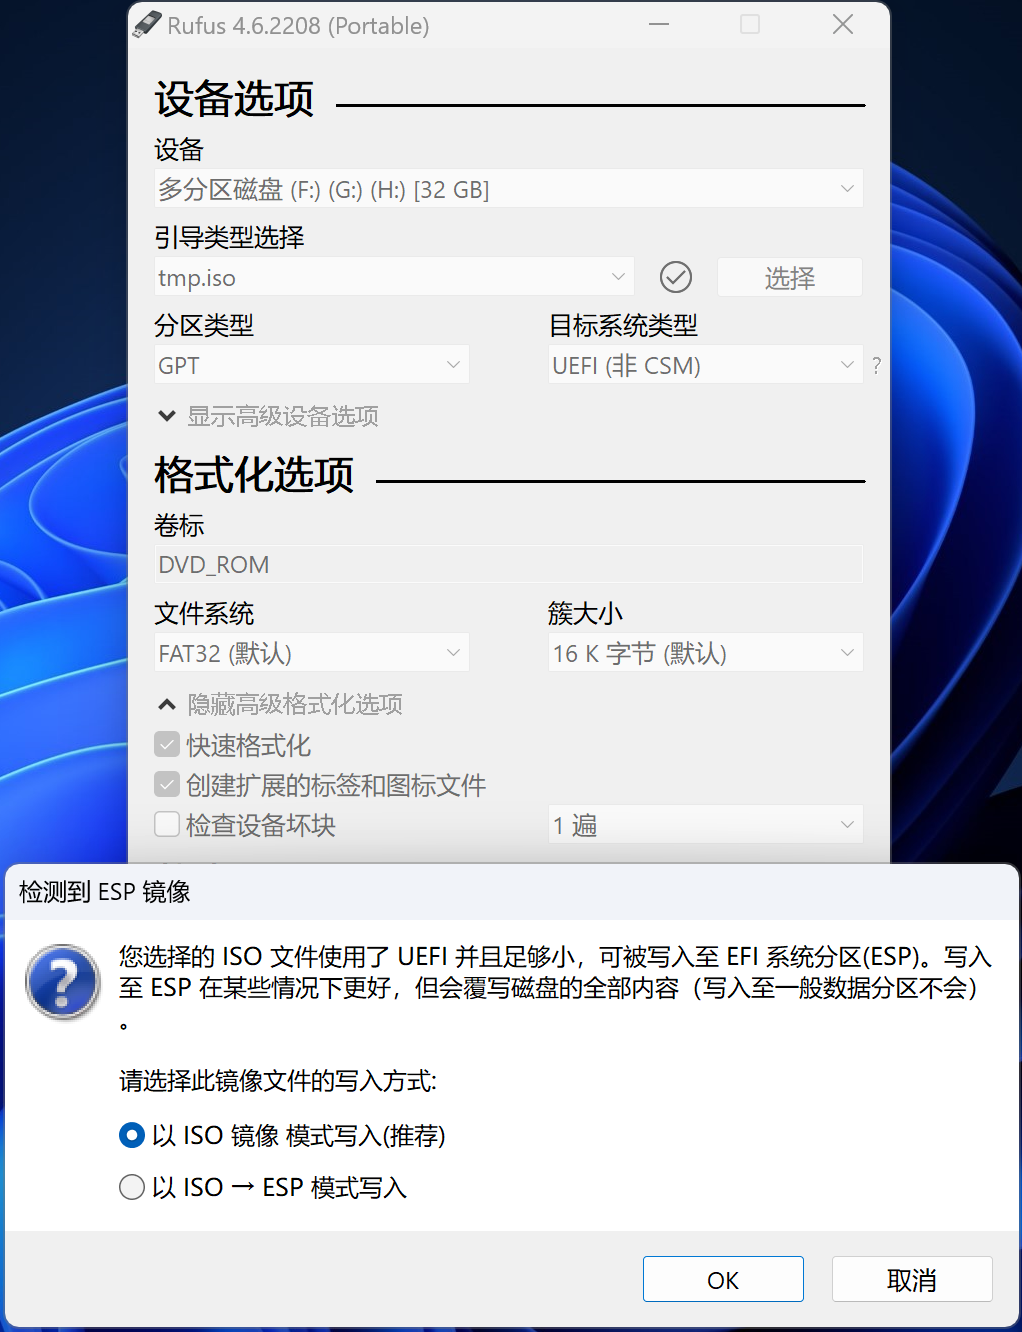 Rufus 4.6.2208 (Portable)
设备选项
设备
多分区磁盘 (F:) (G:) (H:) [32 GB]
引导类型选择
tmp.iso
选择
分区类型
目标系统类型
GPT
UEFI (非 CSM)
?
显示高级设备选项
格式化选项
卷标
DVD_ROM
文件系统
簇大小
FAT32 (默认)
16 K 字节 (默认)
隐藏高级格式化选项
快速格式化
创建扩展的标签和图标文件
检查设备坏块
1 遍
检测到 ESP 镜像
您选择的 ISO 文件使用了 UEFI 并且足够小，可被写入至 EFI 系统分区(ESP)。写入
至 ESP 在某些情况下更好，但会覆写磁盘的全部内容（写入至一般数据分区不会）
。
请选择此镜像文件的写入方式:
以 ISO 镜像 模式写入(推荐)
以 ISO → ESP 模式写入
OK
取消